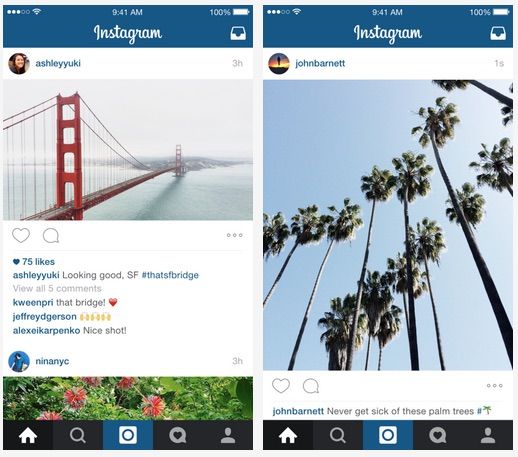 9:41 AM
100%
Instagram
ashleyyuki
3h
75 likes
ashleyyuki Looking good, SF #thatsfbridge
View all 5 comments
kweenpri that bridge! ❤️
jeffreydgerson 🙌🙌🙌
alexeikarpenko Nice shot!
ninanyc
3h
9:41 AM
100%
Instagram
johnbarnett
1s
johnbarnett Never get sick of these palm trees #🌴